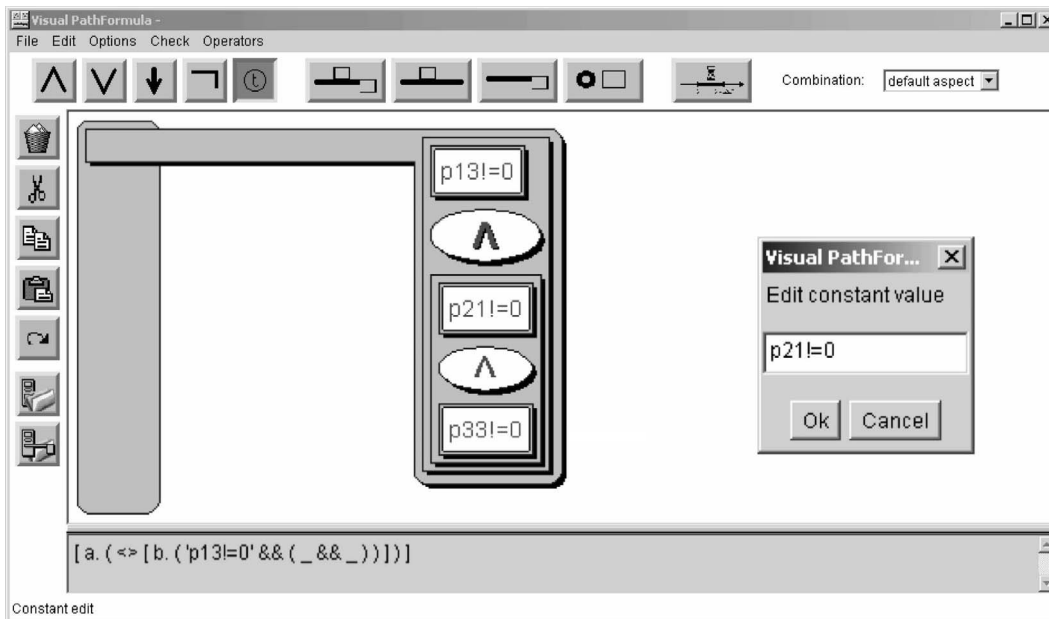 Visual PathFormula -
File Edit Options Check Operators
t
Combination: default aspect
p13!=0
Λ
p21!=0
Λ
p33!=0
Visual PathFor...
Edit constant value
p21!=0
Ok Cancel
[ a. ( <> [ b. ( 'p13!=0' && ( _ && _ ) ) ] ) ]
Constant edit